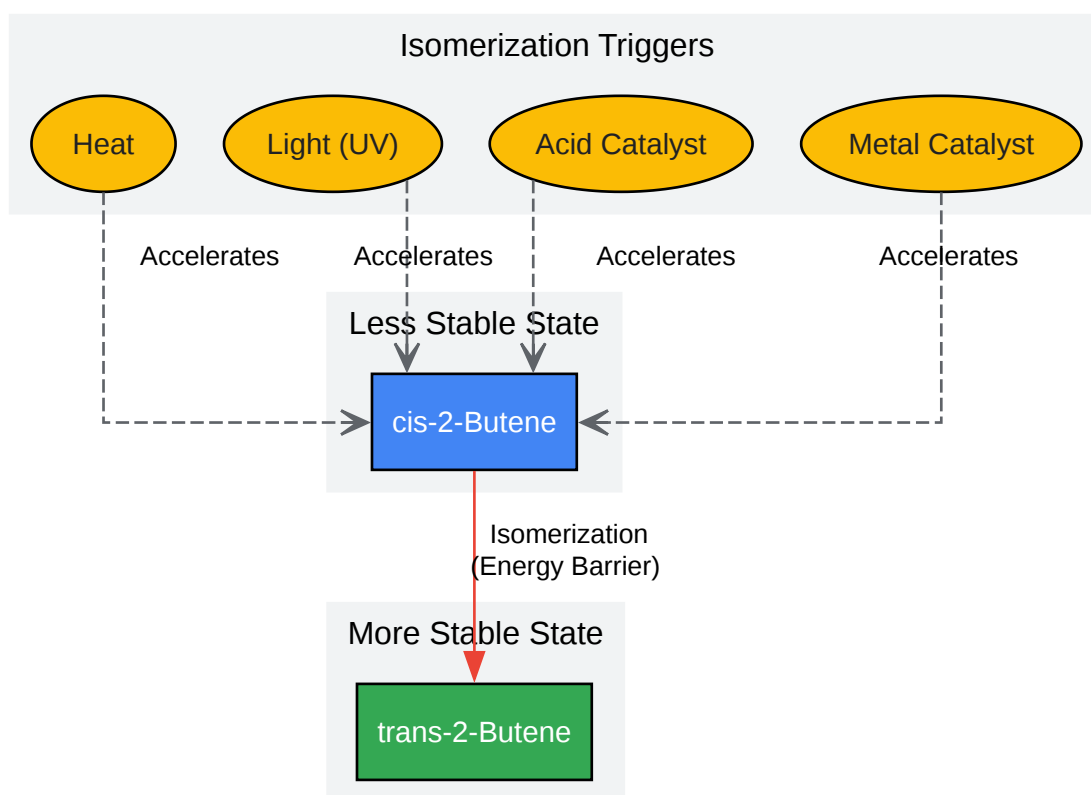 Isomerization Triggers
Heat
Light (UV)
Acid Catalyst
Metal Catalyst
Accelerates
Accelerates
Accelerates
Accelerates
Less Stable State
cis-2-Butene
Isomerization
(Energy Barrier)
More Stable State
trans-2-Butene